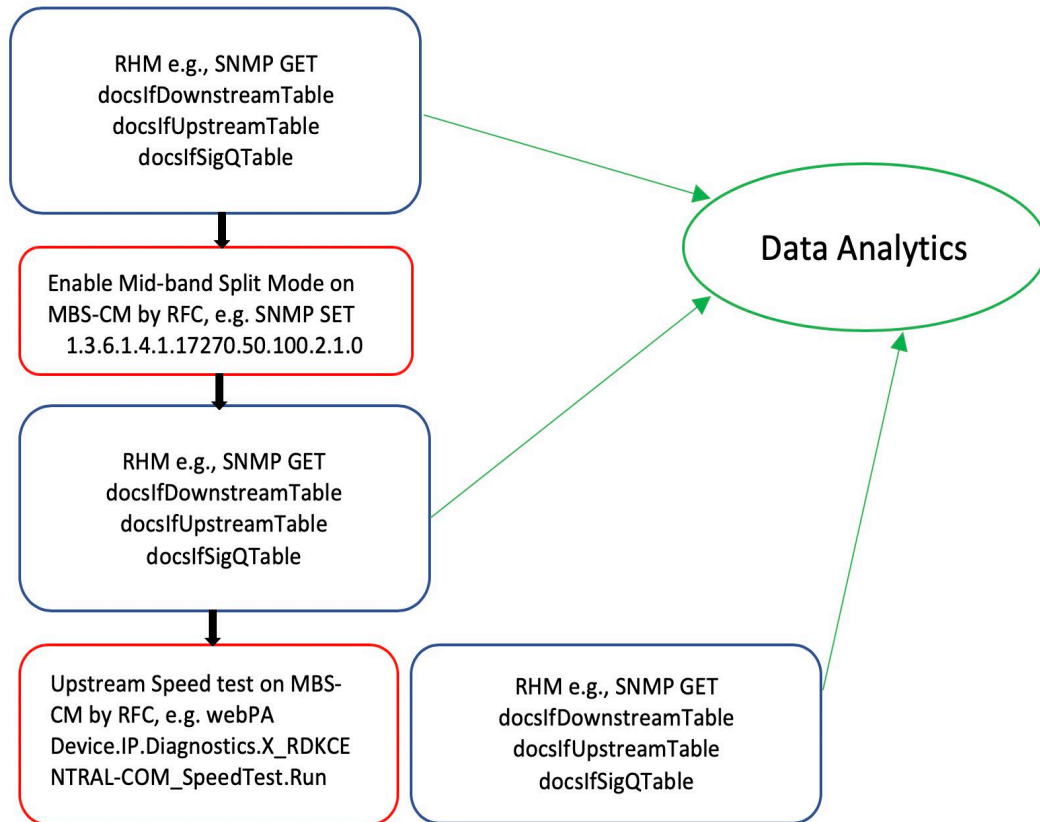 RHM e.g., SNMP GET
docsIfDownstreamTable
docsIfUpstreamTable
docsIfSigQTable
Data Analytics
Enable Mid-band Split Mode on
MBS-CM by RFC, e.g. SNMP SET
1.3.6.1.4.1.17270.50.100.2.1.0
RHM e.g., SNMP GET
docsIfDownstreamTable
docsIfUpstreamTable
docsIfSigQTable
Upstream Speed test on MBS-
CM by RFC, e.g. webPA
Device.IP.Diagnostics.X_RDKCE
NTRAL-COM_SpeedTest.Run
RHM e.g., SNMP GET
docsIfDownstreamTable
docsIfUpstreamTable
docsIfSigQTable